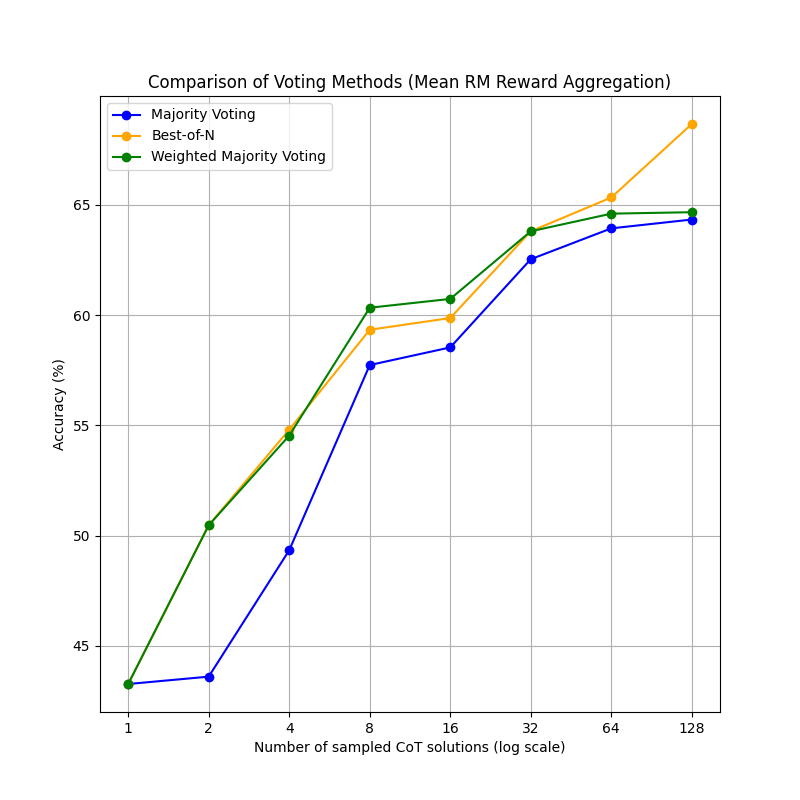 Comparison of Voting Methods (Mean RM Reward Aggregation)
Majority Voting
Best-of-N
Weighted Majority Voting
Accuracy (%)
65
60
55
50
45
1 2 4 8 16 32 64 128
Number of sampled CoT solutions (log scale)